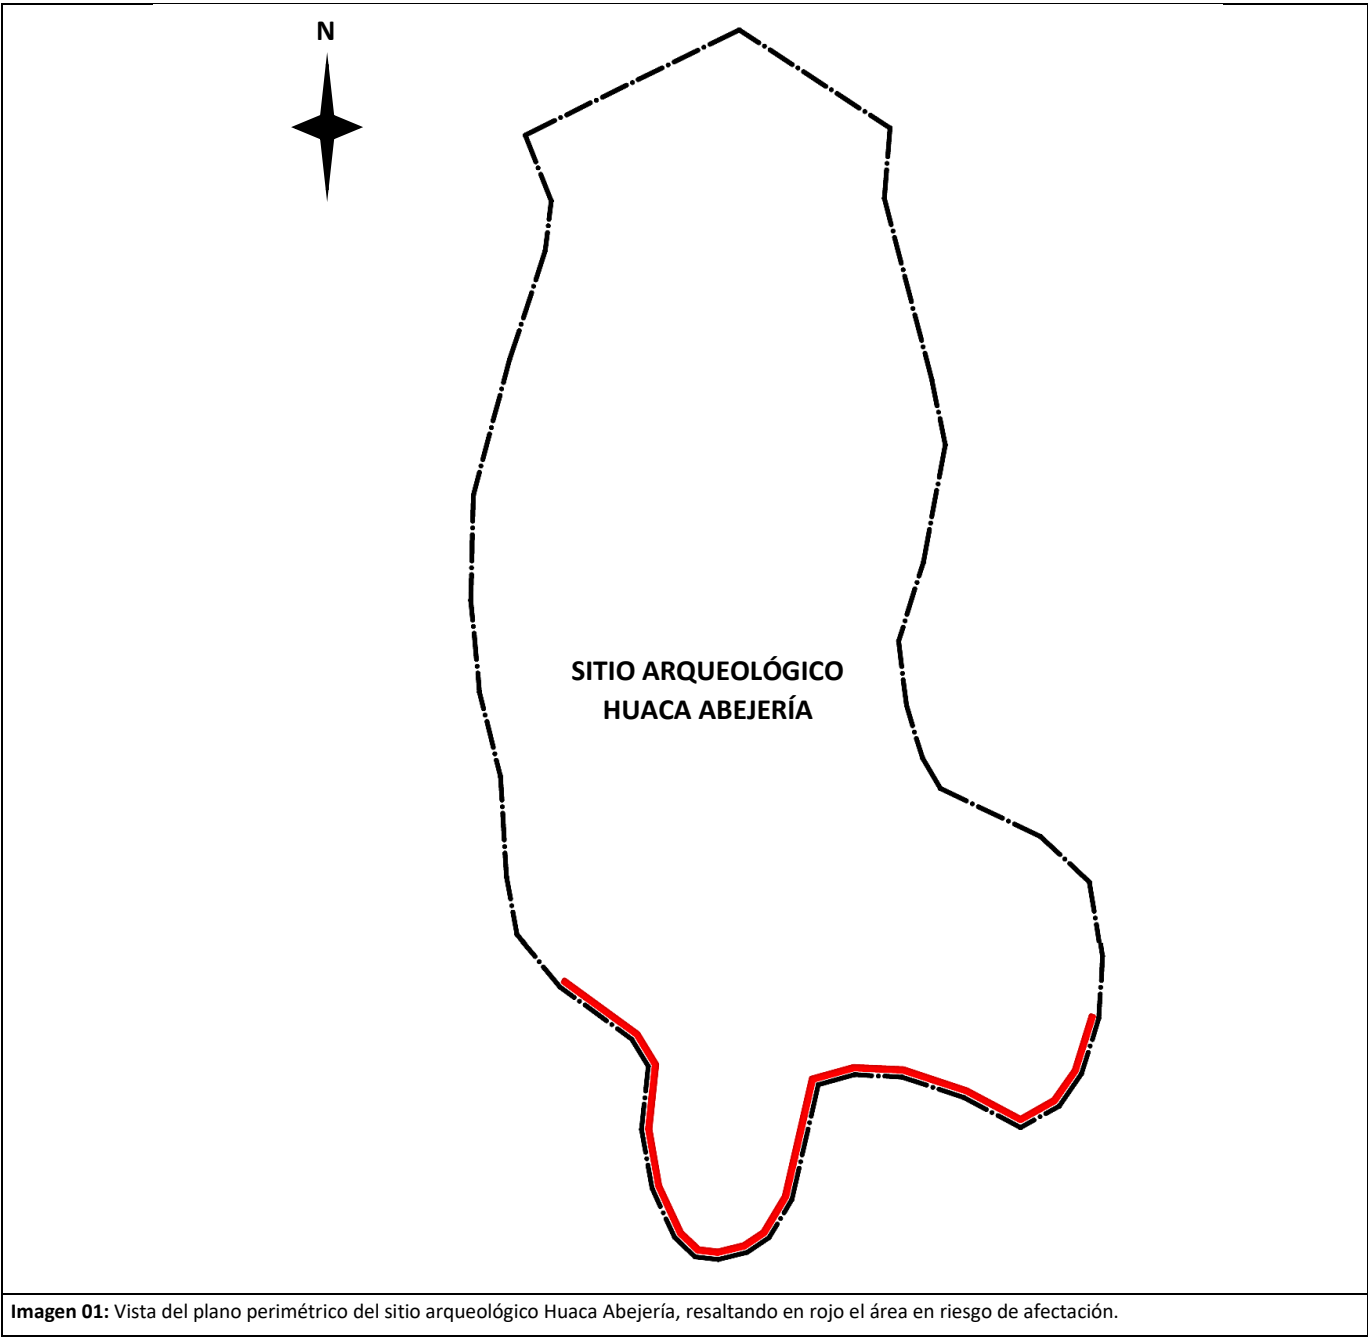 N
SITIO ARQUEOLÓGICO
HUACA ABEJERÍA
Imagen 01: Vista del plano perimétrico del sitio arqueológico Huaca Abejería, resaltando en rojo el área en riesgo de afectación.